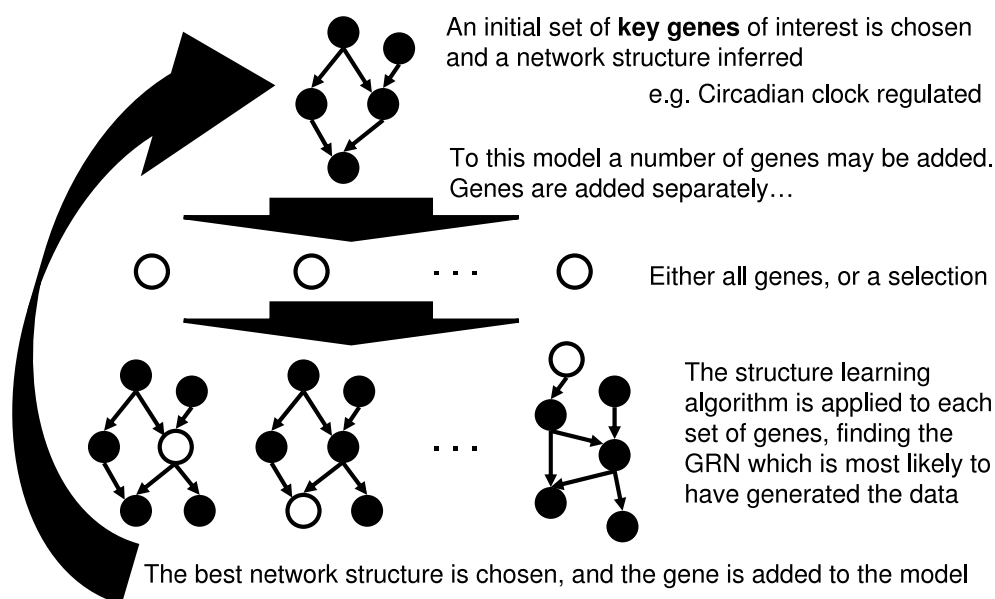 An initial set of key genes of interest is chosen
and a network structure inferred
e.g. Circadian clock regulated
To this model a number of genes may be added.
Genes are added separately…
Either all genes, or a selection
The structure learning
algorithm is applied to each
set of genes, finding the
GRN which is most likely to
have generated the data
The best network structure is chosen, and the gene is added to the model